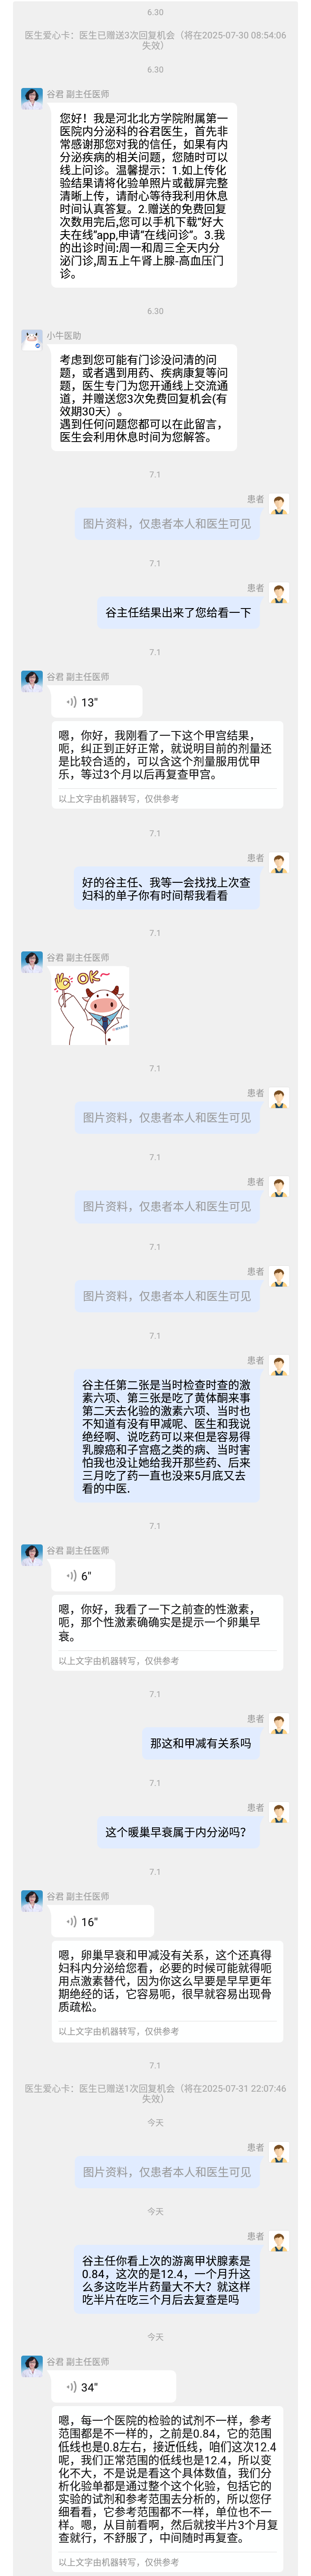 6.30
医生爱心卡：医生已赠送3次回复机会（将在2025-07-30 08:54:06
失效）
6.30
谷君 副主任医师
您好！我是河北北方学院附属第一
医院内分泌科的谷君医生，首先非
常感谢那您对我的信任，如果有内
分泌疾病的相关问题，您随时可以
线上问诊。温馨提示：1.如上传化
验结果请将化验单照片或截屏完整
清晰上传，请耐心等待我利用休息
时间认真答复。2.赠送的免费回复
次数用完后,您可以手机下载“好大
夫在线”app,申请“在线问诊”。3.我
的出诊时间:周一和周三全天内分
泌门诊,周五上午肾上腺-高血压门
诊。
6.30
小牛医助
考虑到您可能有门诊没问清的问
题，或者遇到用药、疾病康复等问
题，医生专门为您开通线上交流通
道，并赠送您3次免费回复机会(有
效期30天）。
遇到任何问题您都可以在此留言，
医生会利用休息时间为您解答。
7.1
患者
图片资料，仅患者本人和医生可见
7.1
患者
谷主任结果出来了您给看一下
7.1
谷君 副主任医师
13"
嗯，你好，我刚看了一下这个甲宫结果，
呃，纠正到正好正常，就说明目前的剂量还
是比较合适的，可以含这个剂量服用优甲
乐，等过3个月以后再复查甲宫。
以上文字由机器转写，仅供参考
7.1
患者
好的谷主任、我等一会找找上次查
妇科的单子你有时间帮我看看
7.1
谷君 副主任医师
OK~
7.1
患者
图片资料，仅患者本人和医生可见
7.1
患者
图片资料，仅患者本人和医生可见
7.1
患者
图片资料，仅患者本人和医生可见
7.1
患者
谷主任第二张是当时检查时查的激
素六项、第三张是吃了黄体酮来事
第二天去化验的激素六项、当时也
不知道有没有甲减呢、医生和我说
绝经啊、说吃药可以来但是容易得
乳腺癌和子宫癌之类的病、当时害
怕我也没让她给我开那些药、后来
三月吃了药一直也没来5月底又去
看的中医.
7.1
谷君 副主任医师
6"
嗯，你好，我看了一下之前查的性激素，
呃，那个性激素确确实是提示一个卵巢早
衰。
以上文字由机器转写，仅供参考
7.1
患者
那这和甲减有关系吗
7.1
患者
这个暖巢早衰属于内分泌吗？
7.1
谷君 副主任医师
16"
嗯，卵巢早衰和甲减没有关系，这个还真得
妇科内分泌给您看，必要的时候可能就得呃
用点激素替代，因为你这么早要是早早更年
期绝经的话，它容易呃，很早就容易出现骨
质疏松。
以上文字由机器转写，仅供参考
7.1
医生爱心卡：医生已赠送1次回复机会（将在2025-07-31 22:07:46
失效）
今天
患者
图片资料，仅患者本人和医生可见
今天
患者
谷主任你看上次的游离甲状腺素是
0.84，这次的是12.4，一个月升这
么多这吃半片药量大不大？就这样
吃半片在吃三个月后去复查是吗
今天
谷君 副主任医师
34"
嗯，每一个医院的检验的试剂不一样，参考
范围都是不一样的，之前是0.84，它的范围
低线也是0.8左右，接近低线，咱们这次12.4
呢，我们正常范围的低线也是12.4，所以变
化不大，不是说是看这个具体数值，我们分
析化验单都是通过整个这个化验，包括它的
实验的试剂和参考范围去分析的，所以您仔
细看看，它参考范围都不一样，单位也不一
样。嗯，从目前看啊，然后就按半片3个月复
查就行，不舒服了，中间随时再复查。
以上文字由机器转写，仅供参考